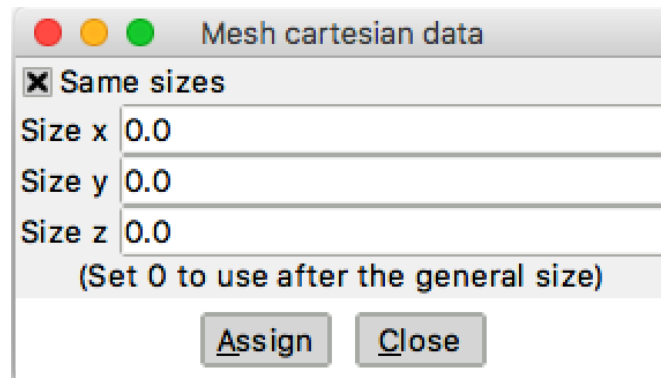 Mesh cartesian data
Same sizes
Size x 0.0
Size y 0.0
Size z 0.0
(Set 0 to use after the general size)
Assign Close